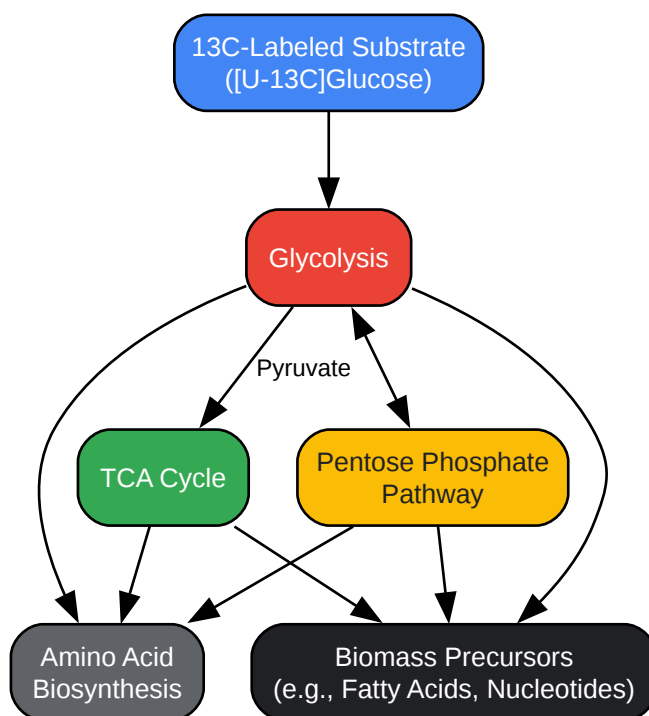 13C-Labeled Substrate
([U-13C]Glucose)
Glycolysis
Pyruvate
TCA Cycle
Pentose Phosphate
Pathway
Amino Acid
Biosynthesis
Biomass Precursors
(e.g., Fatty Acids, Nucleotides)